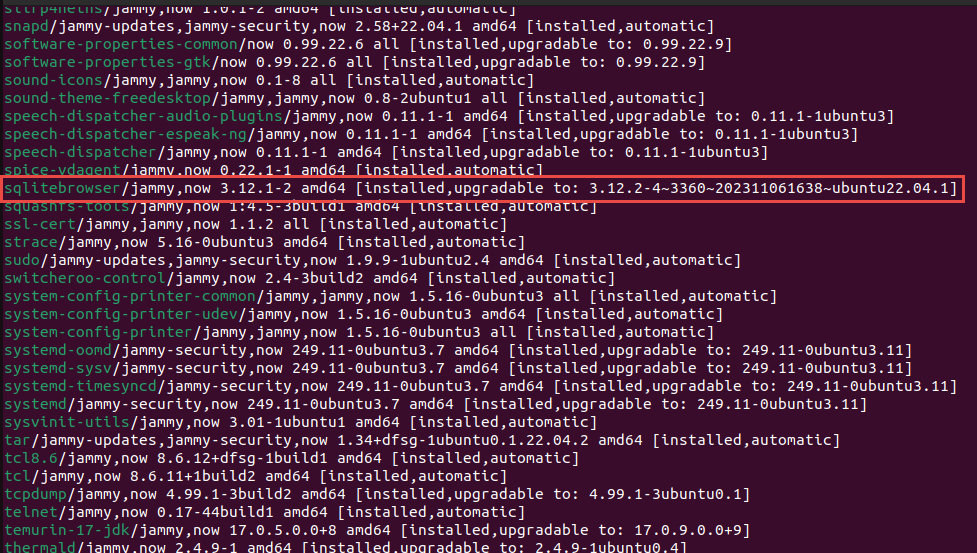 slirp4netns/jammy,now 1.0.1-2 amd64 [installed,automatic]
snapd/jammy-updates,jammy-security,now 2.58+22.04.1 amd64 [installed,automatic]
software-properties-common/now 0.99.22.6 all [installed,upgradable to: 0.99.22.9]
software-properties-gtk/now 0.99.22.6 all [installed,upgradable to: 0.99.22.9]
sound-icons/jammy,jammy,now 0.1-8 all [installed,automatic]
sound-theme-freedesktop/jammy,jammy,now 0.8-2ubuntu1 all [installed,automatic]
speech-dispatcher-audio-plugins/jammy,now 0.11.1-1 amd64 [installed,upgradable to: 0.11.1-1ubuntu3]
speech-dispatcher-espeak-ng/jammy,now 0.11.1-1 amd64 [installed,upgradable to: 0.11.1-1ubuntu3]
speech-dispatcher/jammy,now 0.11.1-1 amd64 [installed,upgradable to: 0.11.1-1ubuntu3]
spice-vdagent/jammy,now 0.22.1-1 amd64 [installed,automatic]
sqlitebrowser/jammy,now 3.12.1-2 amd64 [installed,upgradable to: 3.12.2-4~3360~202311061638~ubuntu22.04.1]
squashfs-tools/jammy,now 1:4.5-3build1 amd64 [installed,automatic]
ssl-cert/jammy,jammy,now 1.1.2 all [installed,automatic]
strace/jammy,now 5.16-0ubuntu3 amd64 [installed,automatic]
sudo/jammy-updates,jammy-security,now 1.9.9-1ubuntu2.4 amd64 [installed,automatic]
switcheroo-control/jammy,now 2.4-3build2 amd64 [installed,automatic]
system-config-printer-common/jammy,jammy,now 1.5.16-0ubuntu3 all [installed,automatic]
system-config-printer-udev/jammy,now 1.5.16-0ubuntu3 amd64 [installed,automatic]
system-config-printer/jammy,jammy,now 1.5.16-0ubuntu3 all [installed,automatic]
systemd-oomd/jammy-security,now 249.11-0ubuntu3.7 amd64 [installed,upgradable to: 249.11-0ubuntu3.11]
systemd-sysv/jammy-security,now 249.11-0ubuntu3.7 amd64 [installed,upgradable to: 249.11-0ubuntu3.11]
systemd-timesyncd/jammy-security,now 249.11-0ubuntu3.7 amd64 [installed,upgradable to: 249.11-0ubuntu3.11]
systemd/jammy-security,now 249.11-0ubuntu3.7 amd64 [installed,upgradable to: 249.11-0ubuntu3.11]
sysvinit-utils/jammy,now 3.01-1ubuntu1 amd64 [installed,automatic]
tar/jammy-updates,jammy-security,now 1.34+dfsg-1ubuntu0.1.22.04.2 amd64 [installed,automatic]
tcl8.6/jammy,now 8.6.12+dfsg-1build1 amd64 [installed,automatic]
tcl/jammy,now 8.6.11+1build2 amd64 [installed,automatic]
tcpdump/jammy,now 4.99.1-3build2 amd64 [installed,upgradable to: 4.99.1-3ubuntu0.1]
telnet/jammy,now 0.17-44build1 amd64 [installed,automatic]
temurin-17-jdk/jammy,now 17.0.5.0.0+8 amd64 [installed,upgradable to: 17.0.9.0.0+9]
thermald/jammy,now 2.4.9-1 amd64 [installed,upgradable to: 2.4.9-1ubuntu0.4]